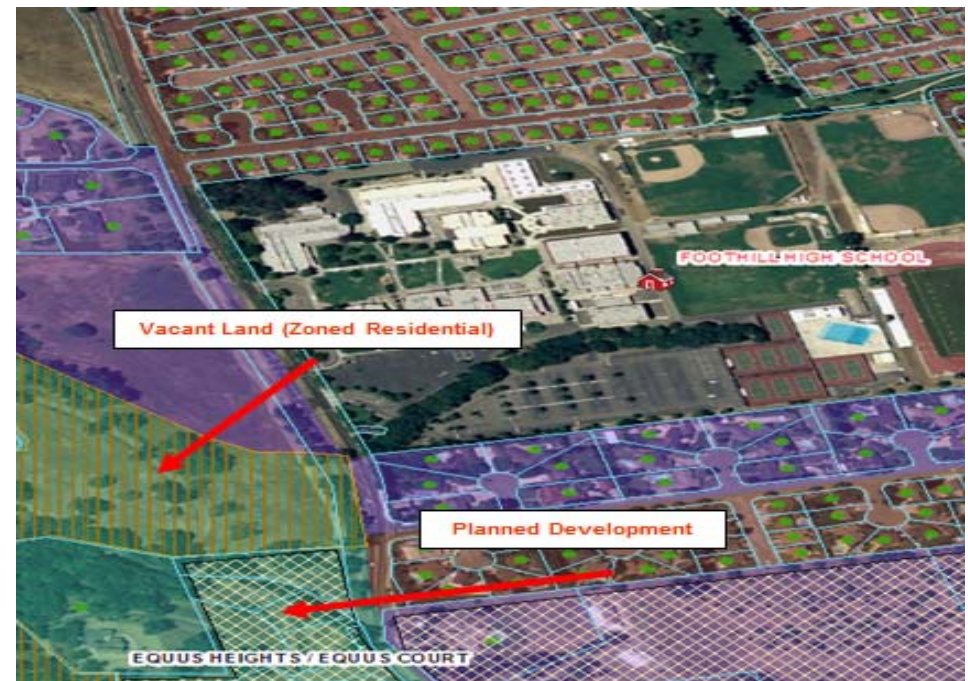 FOOTHILL HIGH SCHOOL
Vacant Land (Zoned Residential)
Planned Development
EQUUS HEIGHTS / EQUUS COURT